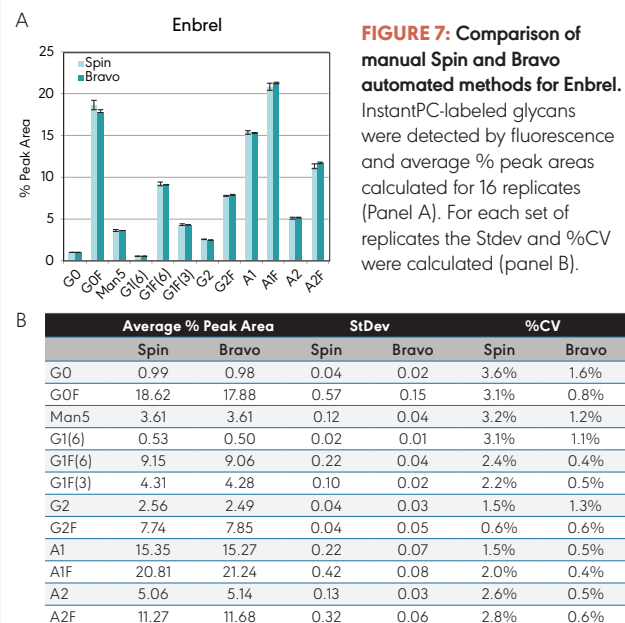 A
Enbrel
25
20
15
10
5
0
% Peak Area
Spin
Bravo
G0 G0F Man5 G1(6) G1F(6) G1F(3) G2 G2F A1 A1F A2 A2F
FIGURE 7: Comparison of
manual Spin and Bravo
automated methods for Enbrel.
InstantPC-labeled glycans
were detected by fluorescence
and average % peak areas
calculated for 16 replicates
(Panel A). For each set of
replicates the Stdev and %CV
were calculated (panel B).
B
Average % Peak Area StDev %CV
Spin Bravo Spin Bravo Spin Bravo
G0 0.99 0.98 0.04 0.02 3.6% 1.6%
G0F 18.62 17.88 0.57 0.15 3.1% 0.8%
Man5 3.61 3.61 0.12 0.04 3.2% 1.2%
G1(6) 0.53 0.50 0.02 0.01 3.1% 1.1%
G1F(6) 9.15 9.06 0.22 0.04 2.4% 0.4%
G1F(3) 4.31 4.28 0.10 0.02 2.2% 0.5%
G2 2.56 2.49 0.04 0.03 1.5% 1.3%
G2F 7.74 7.85 0.04 0.05 0.6% 0.6%
A1 15.35 15.27 0.22 0.07 1.5% 0.5%
A1F 20.81 21.24 0.42 0.08 2.0% 0.4%
A2 5.06 5.14 0.13 0.03 2.6% 0.5%
A2F 11.27 11.68 0.32 0.06 2.8% 0.6%